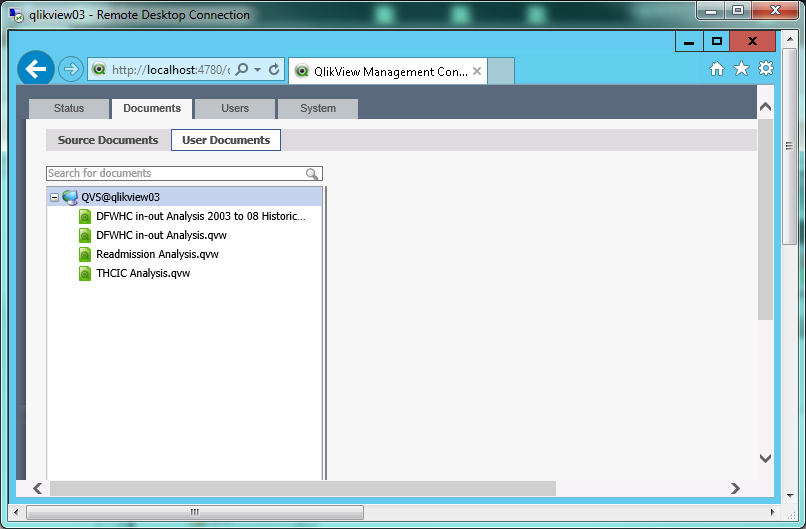 qlikview03 - Remote Desktop Connection
http://localhost:4780/
QlikView Management Con...
Status Documents Users System
Source Documents User Documents
Search for documents
QVS@qlikview03
DFWHC in-out Analysis 2003 to 08 Historic...
DFWHC in-out Analysis.qvw
Readmission Analysis.qvw
THCIC Analysis.qvw